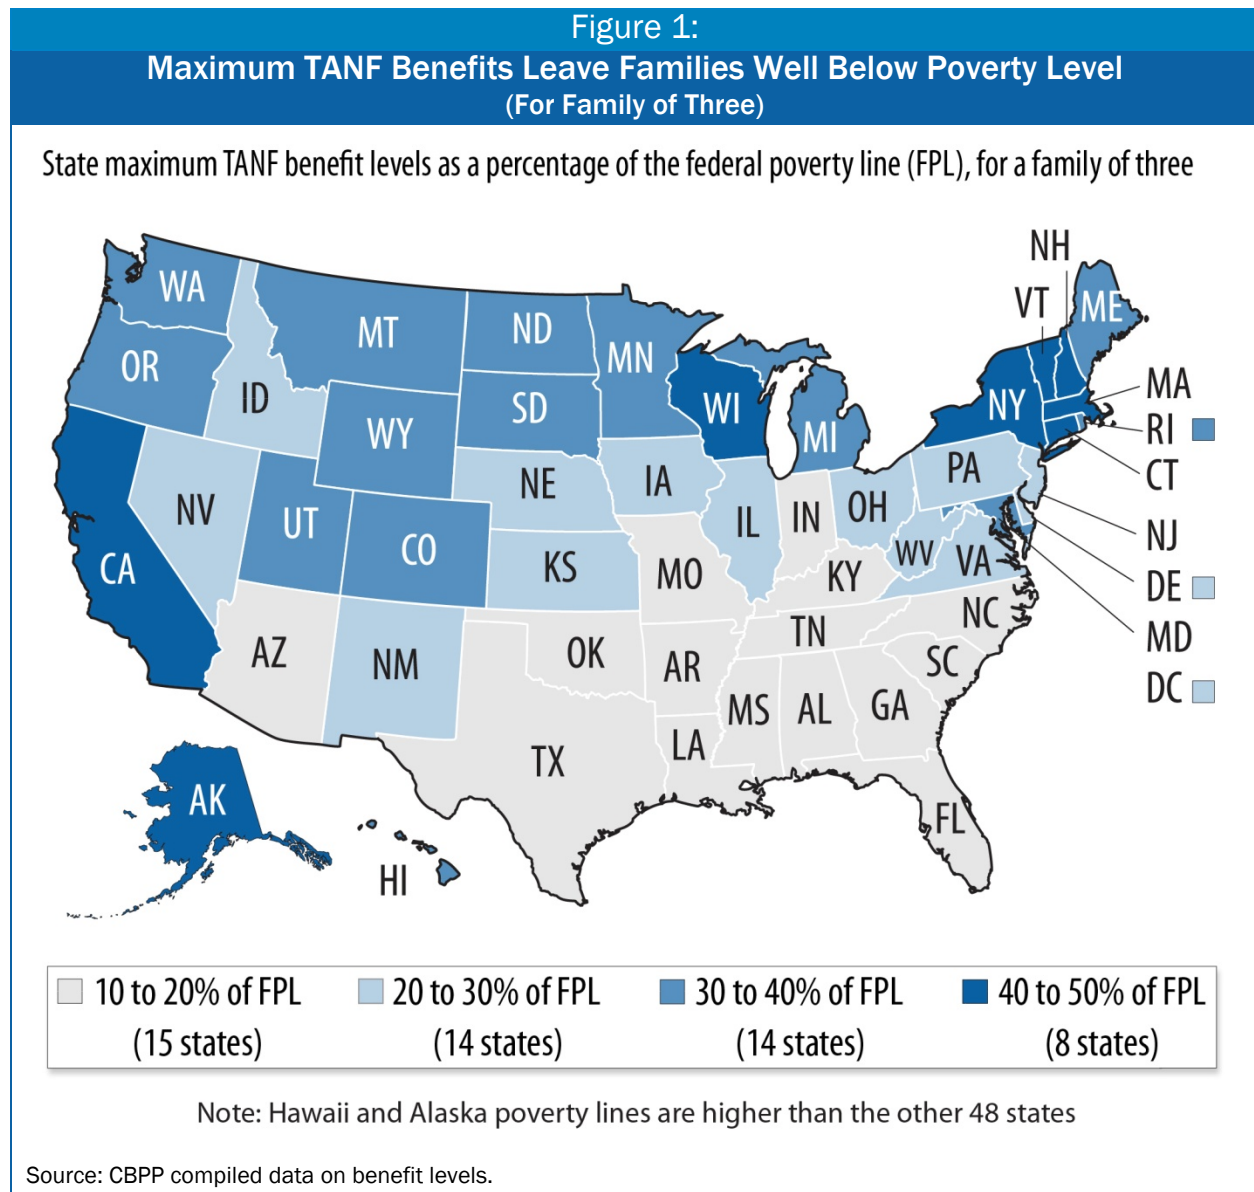 Figure 1:
Maximum TANF Benefits Leave Families Well Below Poverty Level
(For Family of Three)
State maximum TANF benefit levels as a percentage of the federal poverty line (FPL), for a family of three
NH
WA
VT
ME
MT
ND
MN
OR
ID
SD
WI
NY
MA
WY
MI
RI
CT
NE
IA
PA
NV
UT
CO
IL
IN
OH
NJ
CA
KS
MO
KY
WV
VA
DE
AZ
NM
OK
AR
TN
NC
MD
SC
DC
MS
AL
GA
TX
LA
AK
FL
HI
10 to 20% of FPL
(15 states)
20 to 30% of FPL
(14 states)
30 to 40% of FPL
(14 states)
40 to 50% of FPL
(8 states)
Note: Hawaii and Alaska poverty lines are higher than the other 48 states
Source: CBPP compiled data on benefit levels.